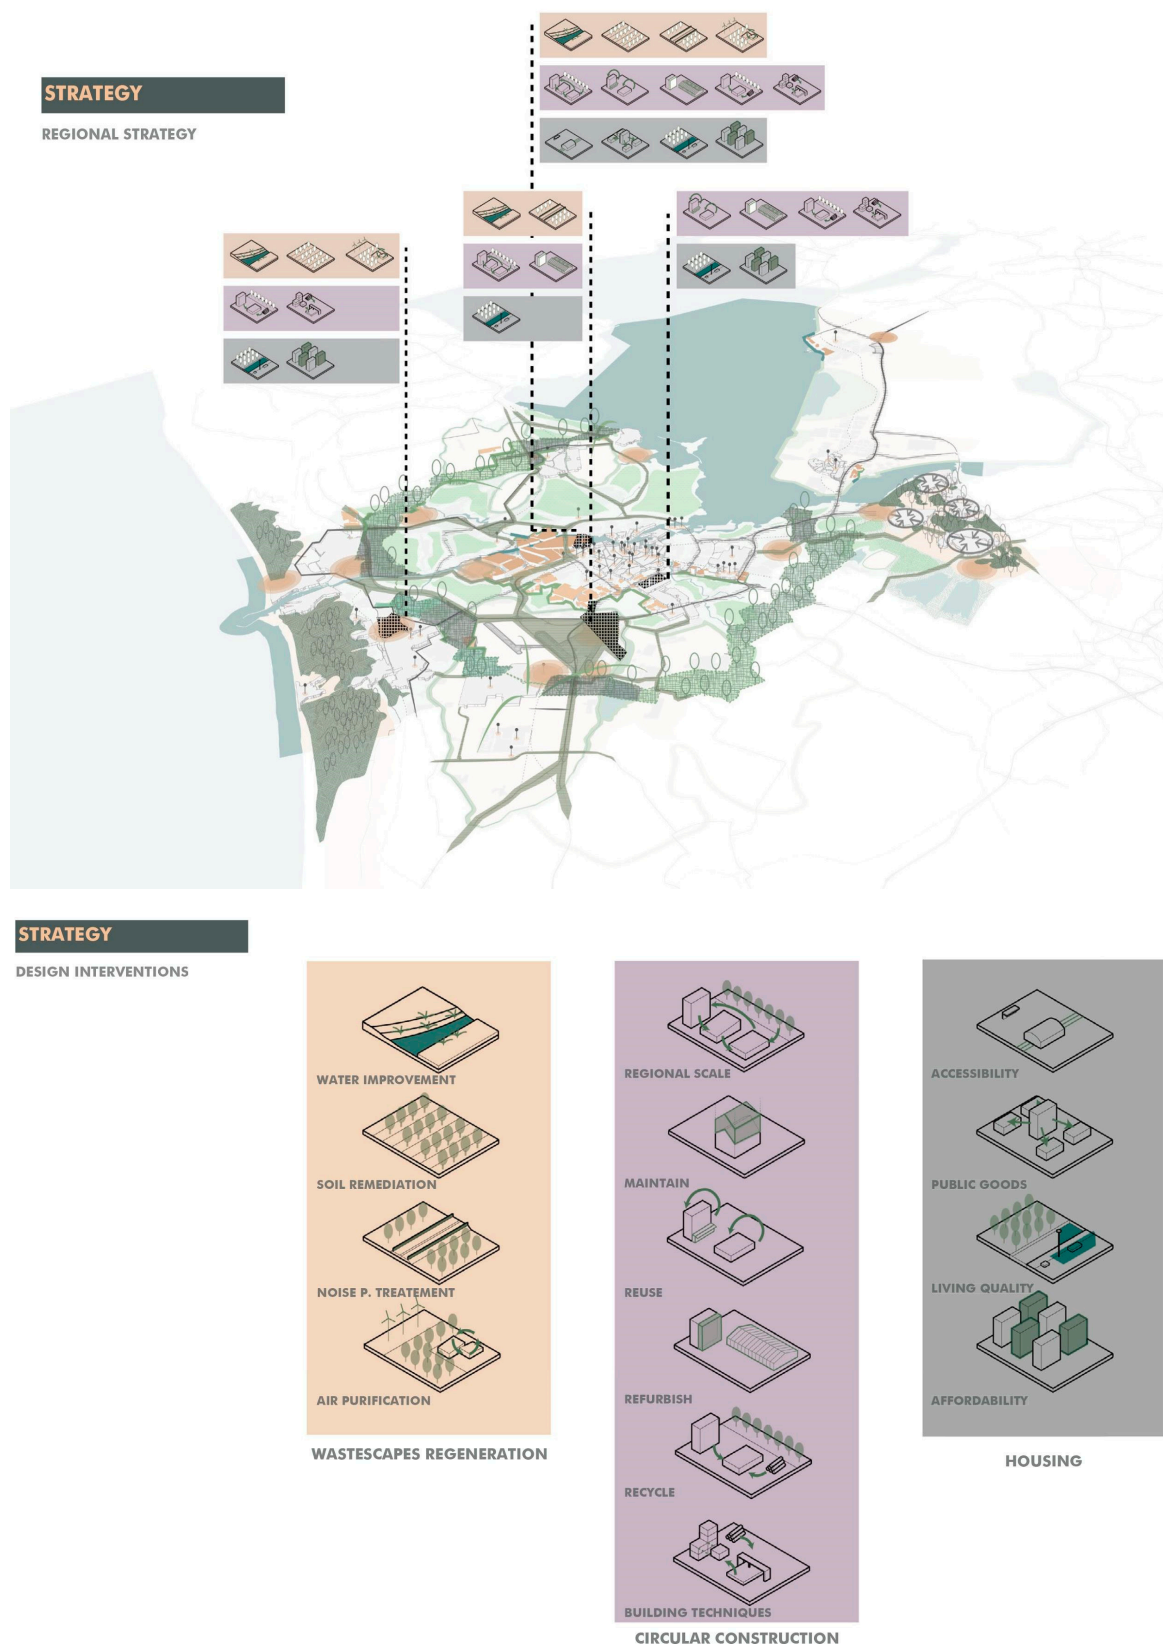 STRATEGY
REGIONAL STRATEGY
STRATEGY
DESIGN INTERVENTIONS
WATER IMPROVEMENT
SOIL REMEDIATION
NOISE P. TREATEMENT
AIR PURIFICATION
WASTESCAPES REGENERATION
REGIONAL SCALE
MAINTAIN
REUSE
REFURBISH
RECYCLE
BUILDING TECHNIQUES
CIRCULAR CONSTRUCTION
ACCESSIBILITY
PUBLIC GOODS
LIVING QUALITY
AFFORDABILITY
HOUSING